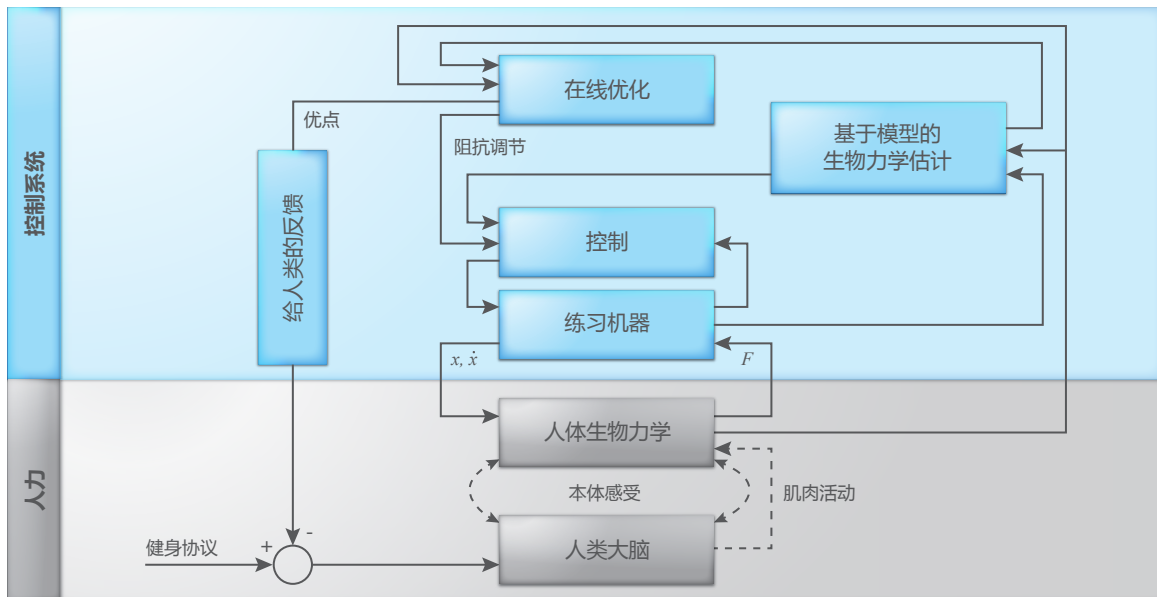 控制系统
在线优化
优点
基于模型的
生物力学估计
阻抗调节
给人类的反馈
控制
练习机器
x, ẋ
F
人力
人体生物力学
本体感受
肌肉活动
健身协议
+
-
人类大脑